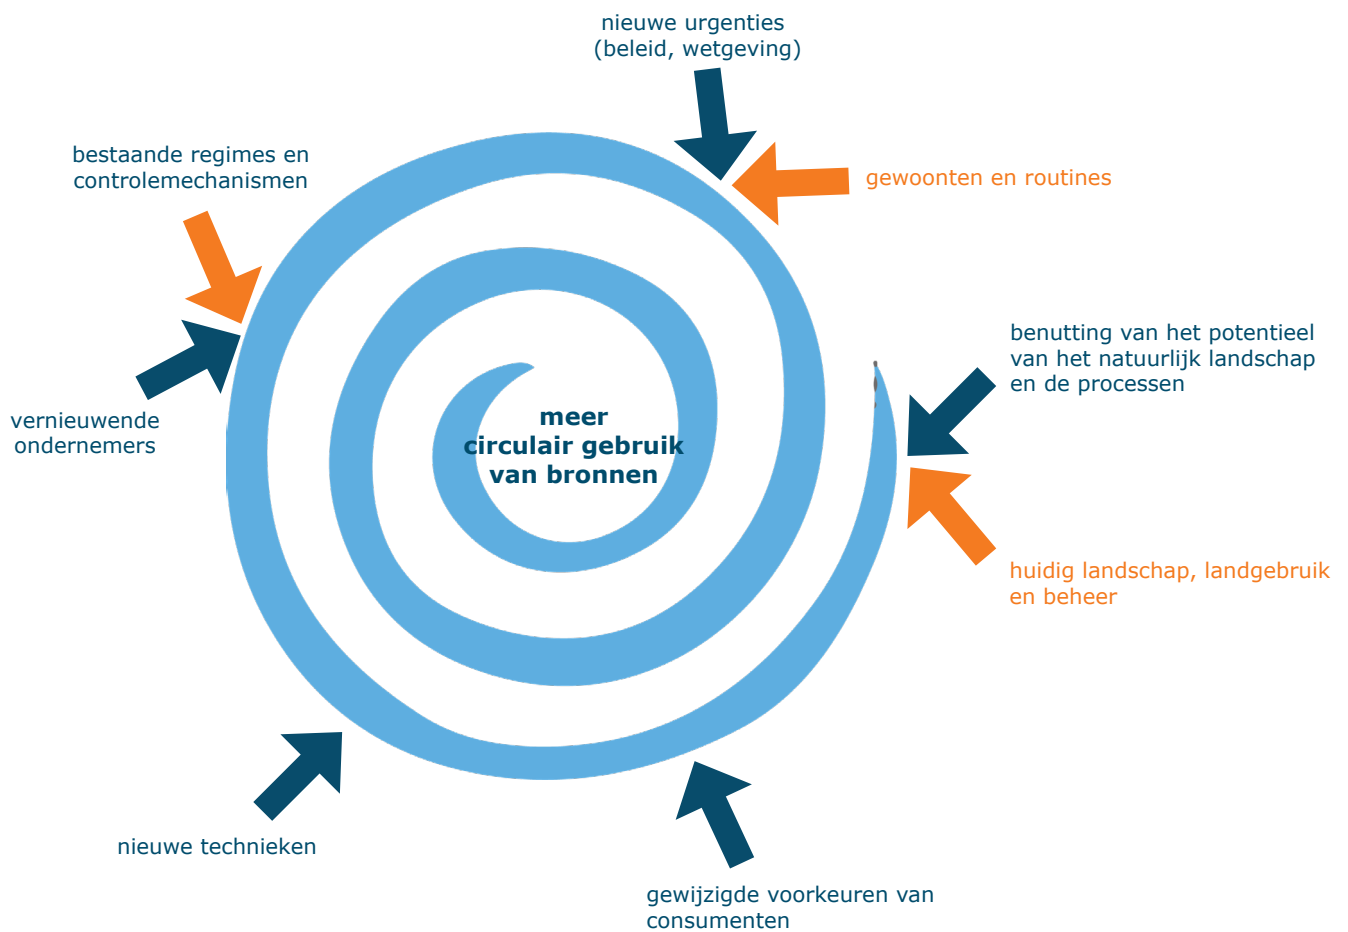 nieuwe urgenties
(beleid, wetgeving)
bestaande regimes en
controlemechanismen
gewoonten en routines
benutting van het potentieel
van het natuurlijk landschap
en de processen
vernieuwende
ondernemers
meer
circulair gebruik
van bronnen
huidig landschap, landgebruik
en beheer
nieuwe technieken
gewijzigde voorkeuren van
consumenten